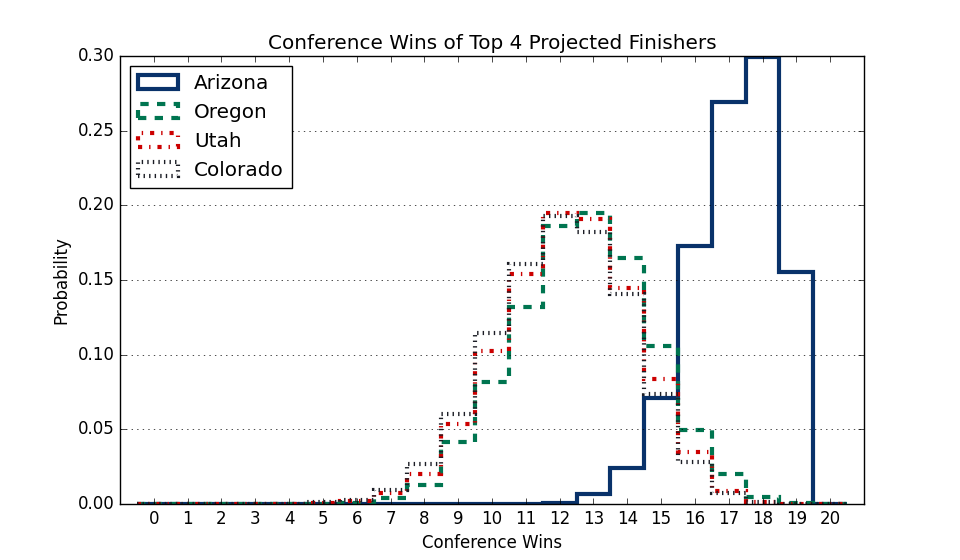 Conference Wins of Top 4 Projected Finishers
0.30
0.25
0.20
0.15
0.10
0.05
0.00
Probability
Arizona
Oregon
Utah
Colorado
0 1 2 3 4 5 6 7 8 9 10 11 12 13 14 15 16 17 18 19 20
Conference Wins